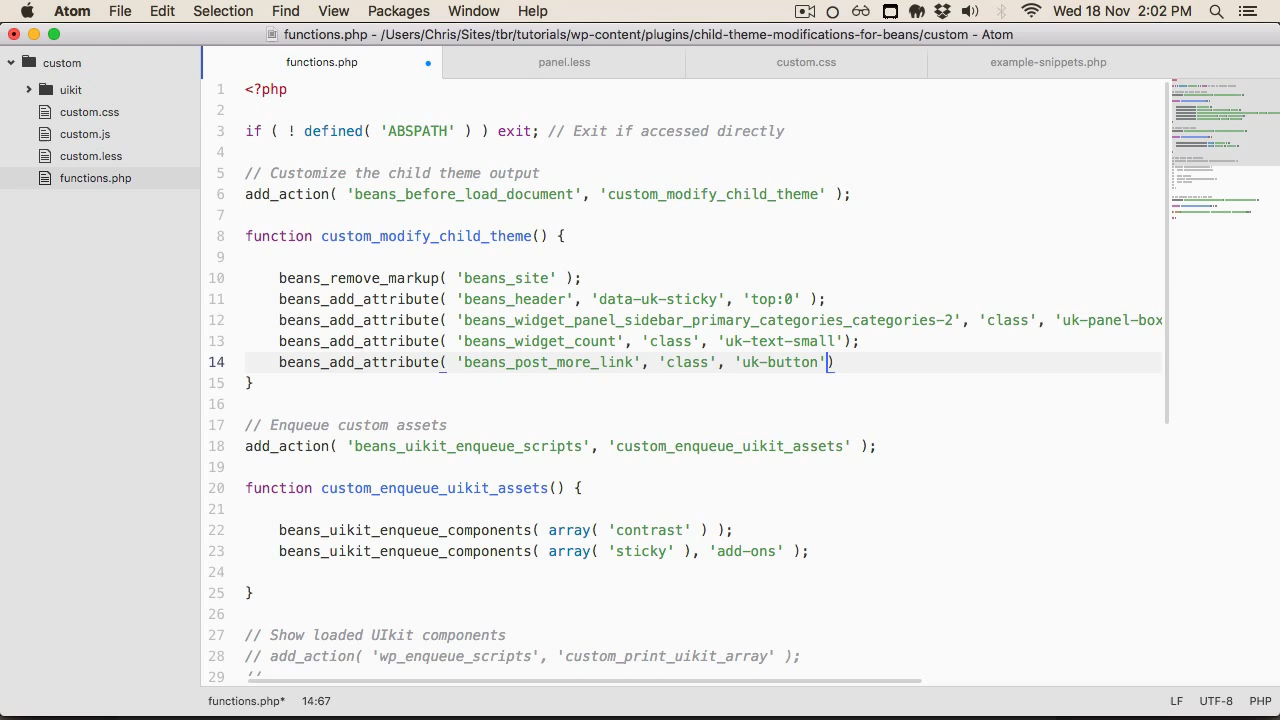 Atom File Edit Selection Find View Packages Window Help Wed 18 Nov 2:02 PM
functions.php - /Users/Chris/Sites/tbr/tutorials/wp-content/plugins/child-theme-modifications-for-beans/custom - Atom
custom
uikit
custom.css
custom.js
custom.less
functions.php
functions.php panel.less custom.css example-snippets.php
1 <?php
2
3 if ( ! defined( 'ABSPATH' ) ) exit; // Exit if accessed directly
4
5 // Customize the child theme output
6 add_action( 'beans_before_ document', 'custom_modify_child_theme' );
7
8 function custom_modify_child_theme() {
9
10 beans_remove_markup( 'beans_site' );
11 beans_add_attribute( 'beans_header', 'data-uk-sticky', 'top:0' );
12 beans_add_attribute( 'beans_widget_panel_sidebar_primary_categories_categories-2', 'class', 'uk-panel-box
13 beans_add_attribute( 'beans_widget_count', 'class', 'uk-text-small');
14 beans_add_attribute( 'beans_post_more_link', 'class', 'uk-button')
15 }
16
17 // Enqueue custom assets
18 add_action( 'beans_uikit_enqueue_scripts', 'custom_enqueue_uikit_assets' );
19
20 function custom_enqueue_uikit_assets() {
21
22 beans_uikit_enqueue_components( array( 'contrast' ) );
23 beans_uikit_enqueue_components( array( 'sticky' ), 'add-ons' );
24
25 }
26
27 // Show loaded UIkit components
28 // add_action( 'wp_enqueue_scripts', 'custom_print_uikit_array' );
29 //
functions.php* 14:67 LF UTF-8 PHP